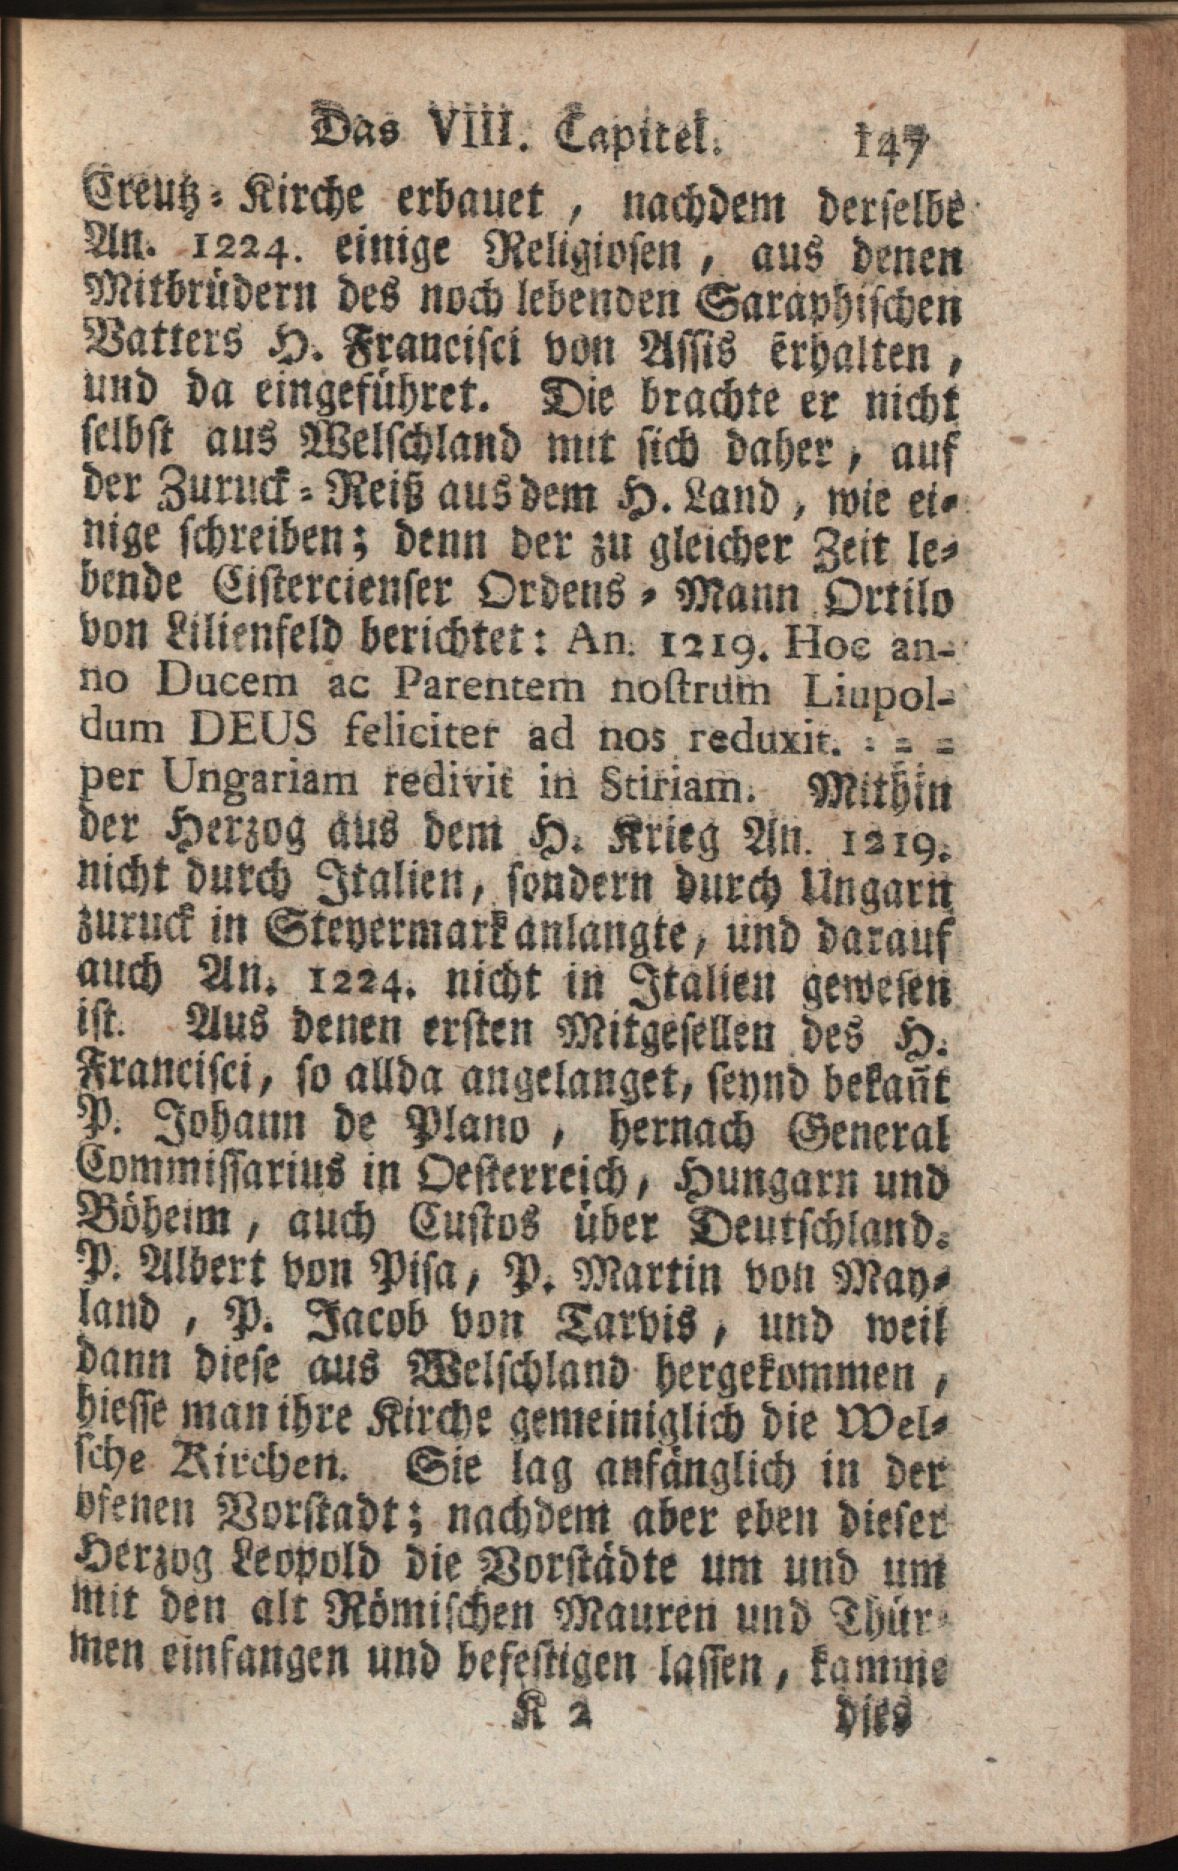 Das VIII. Capitel. 147
Creutz-Kirche erbauet, nachdem derselbe
An. 1224. einige Religiosen, aus denen
Mitbrüdern des noch lebenden Saraphischen
Vatters H. Francisci von Assis erhalten,
und da eingeführet. Die brachte er nicht
selbst aus Welschland mit sich daher, auf
der Zuruck-Reiß aus dem H. Land, wie ei-
nige schreiben; denn der zu gleicher Zeit le-
bende Cistercienser Ordens-Mann Ortilo
von Lilienfeld berichtet: An. 1219. Hoc an-
no Ducem ac Parentem nostrum Liupol-
dum DEUS feliciter ad nos reduxit. = = =
per Ungariam redivit in Stiriam. Mithin
der Herzog aus dem H. Krieg An. 1219.
nicht durch Italien, sondern durch Ungarn
zuruck in Steyermark anlangte, und darauf
auch An. 1224. nicht in Italien gewesen
ist. Aus denen ersten Mitgesellen des H.
Francisci, so allda angelanget, seynd bekañt
P. Johann de Plano, hernach General
Commissarius in Oesterreich, Hungarn und
Böheim, auch Custos über Deutschland.
P. Albert von Pisa, P. Martin von May-
land, P. Jacob von Tarvis, und weil
dann diese aus Welschland hergekommen,
hiesse man ihre Kirche gemeiniglich die Wel-
sche Kirchen. Sie lag anfänglich in der
ofenen Vorstadt; nachdem aber eben dieser
Herzog Leopold die Vorstädte um und um
mit den alt Römischen Mauren und Thür-
men einfangen und befestigen lassen, kamme
K 2 dies